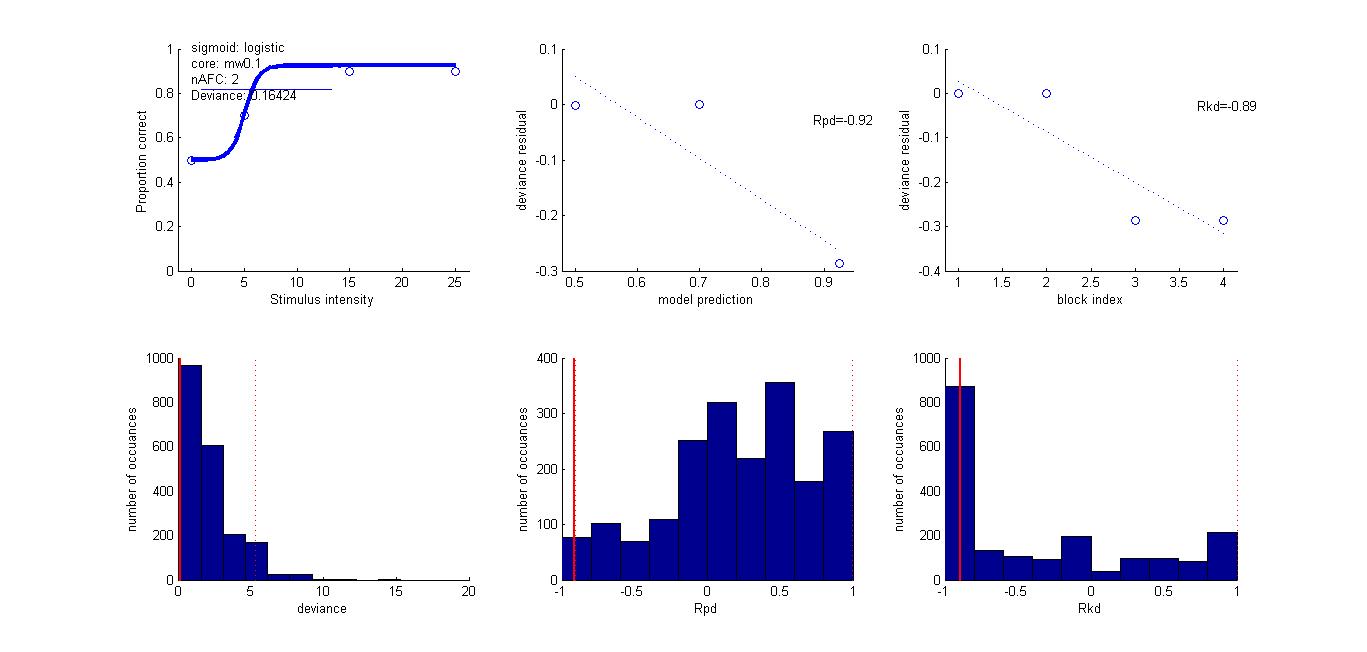 sigmoid: logistic
core: mw0.1
nAFC: 2
Deviance: 0.16424
1
0.8
0.6
0.4
0.2
0
Proportion correct
0 5 10 15 20 25
Stimulus intensity
0.1
0
-0.1
-0.2
-0.3
deviance residual
Rpd=-0.92
0.5 0.6 0.7 0.8 0.9
model prediction
0.1
0
-0.1
-0.2
-0.3
-0.4
deviance residual
Rkd=-0.89
1 1.5 2 2.5 3 3.5 4
block index
1000
800
600
400
200
0
number of occuances
0 5 10 15 20
deviance
400
300
200
100
0
number of occuances
-1 -0.5 0 0.5 1
Rpd
1000
800
600
400
200
0
number of occuances
-1 -0.5 0 0.5 1
Rkd